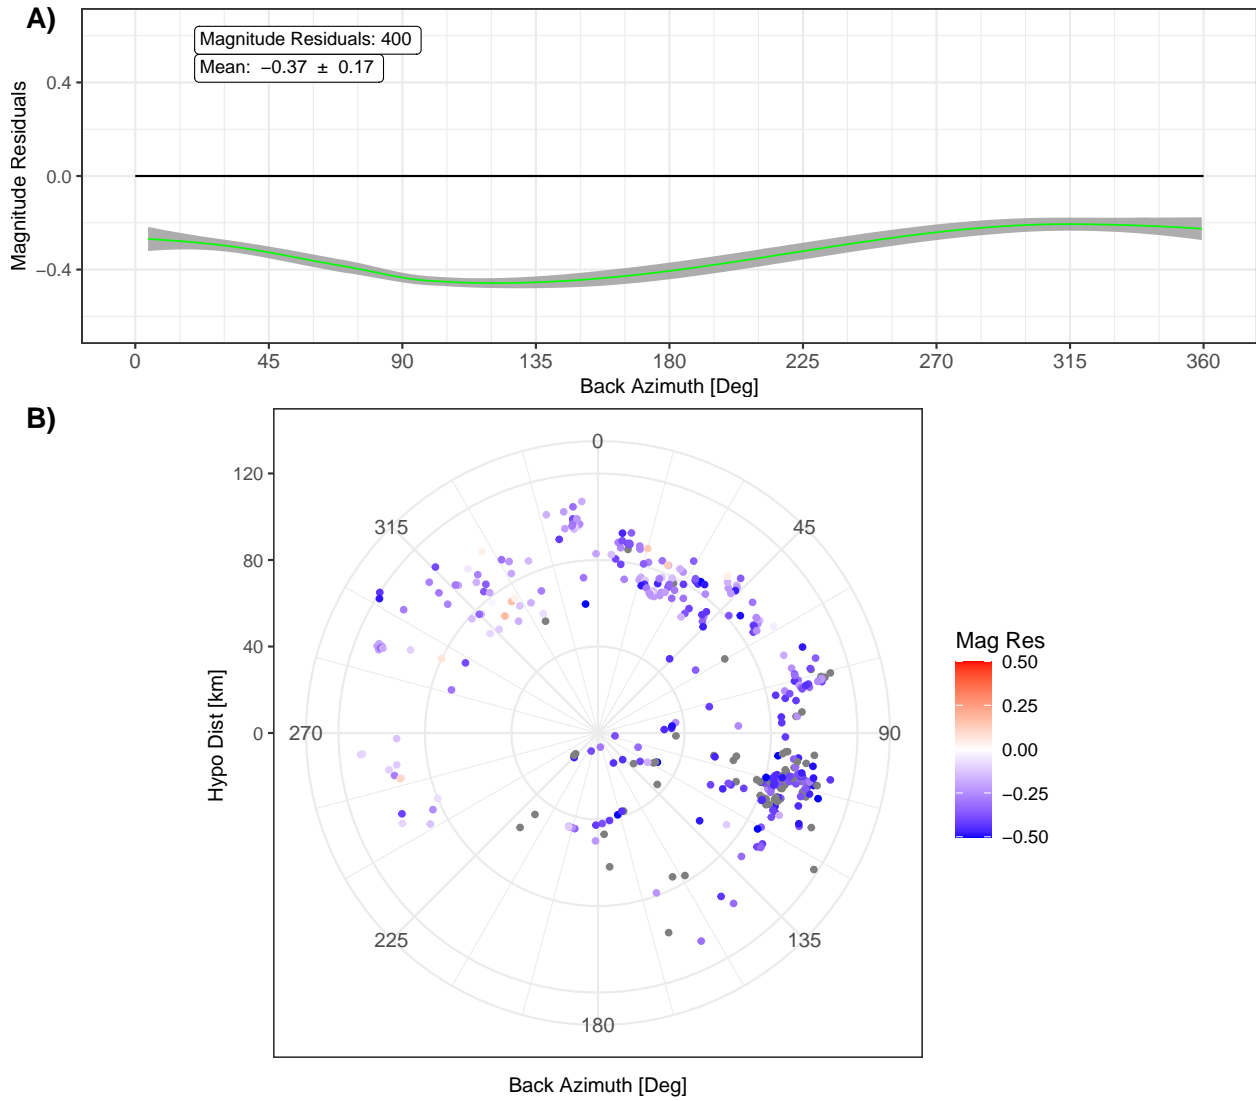 A)
Magnitude Residuals: 400
Mean: −0.37 ± 0.17
Magnitude Residuals
0.4
0.0
−0.4
0 45 90 135 180 225 270 315 360
Back Azimuth [Deg]
B)
Hypo Dist [km]
120
80
40
0
0
45
90
135
180
225
270
315
Back Azimuth [Deg]
Mag Res
0.50
0.25
0.00
−0.25
−0.50